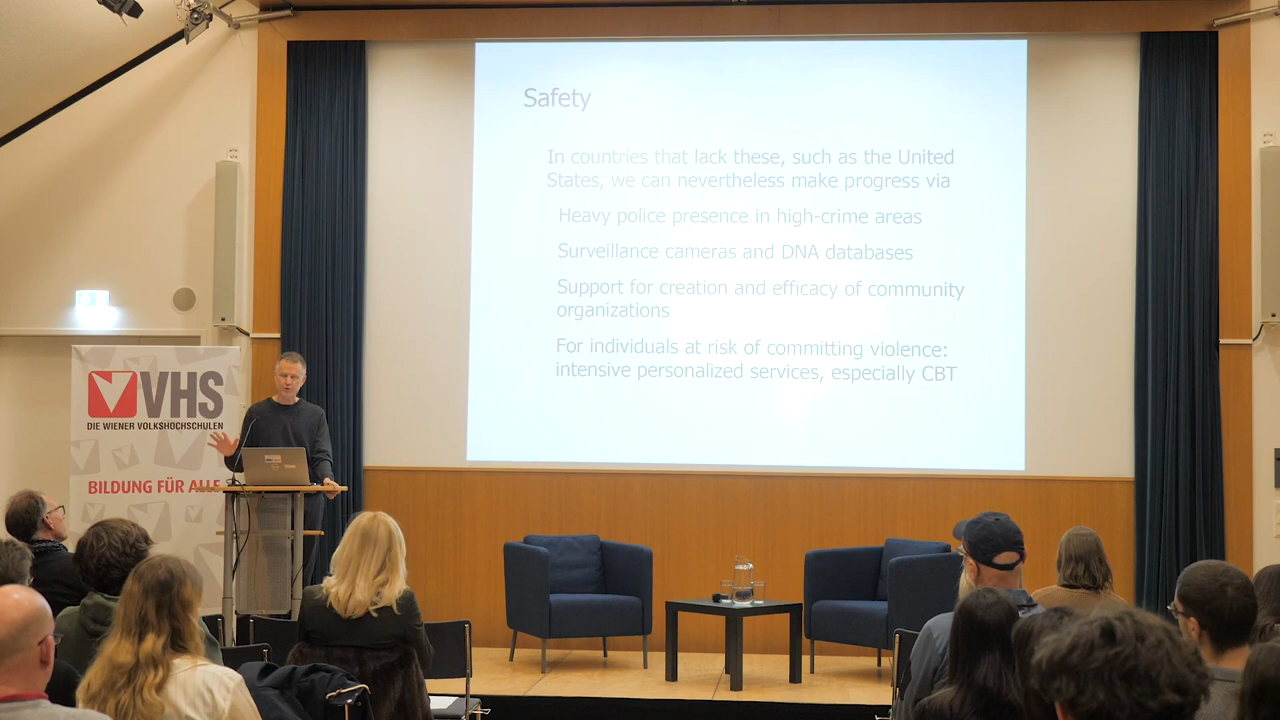 Safety
In countries that lack these, such as the United
States, we can nevertheless make progress via
Heavy police presence in high-crime areas
Surveillance cameras and DNA databases
Support for creation and efficacy of community
organizations
For individuals at risk of committing violence:
intensive personalized services, especially CBT
VHS
DIE WIENER VOLKSHOCHSCHULEN
BILDUNG FÜR ALLE